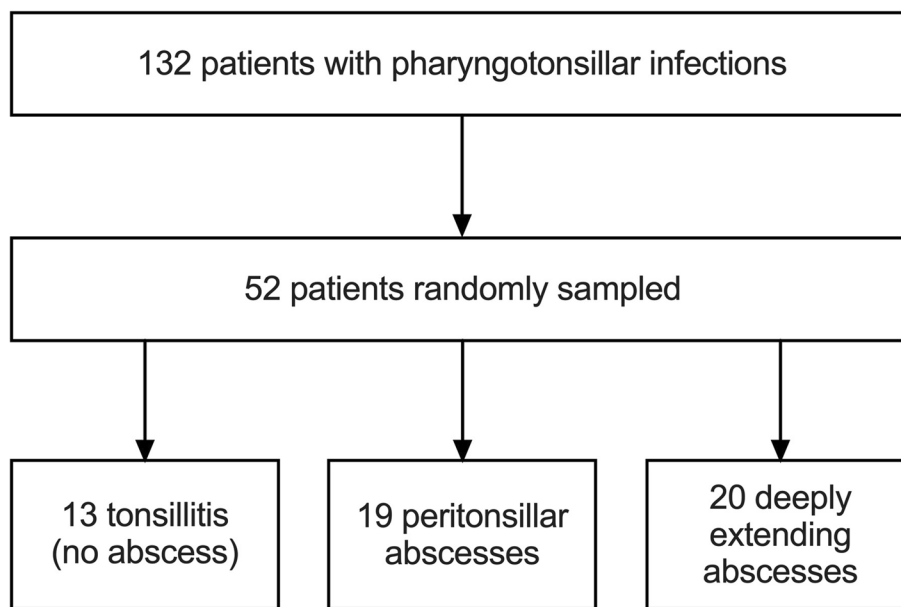 132 patients with pharyngotonsillar infections
52 patients randomly sampled
13 tonsillitis
(no abscess)
19 peritonsillar
abscesses
20 deeply
extending
abscesses